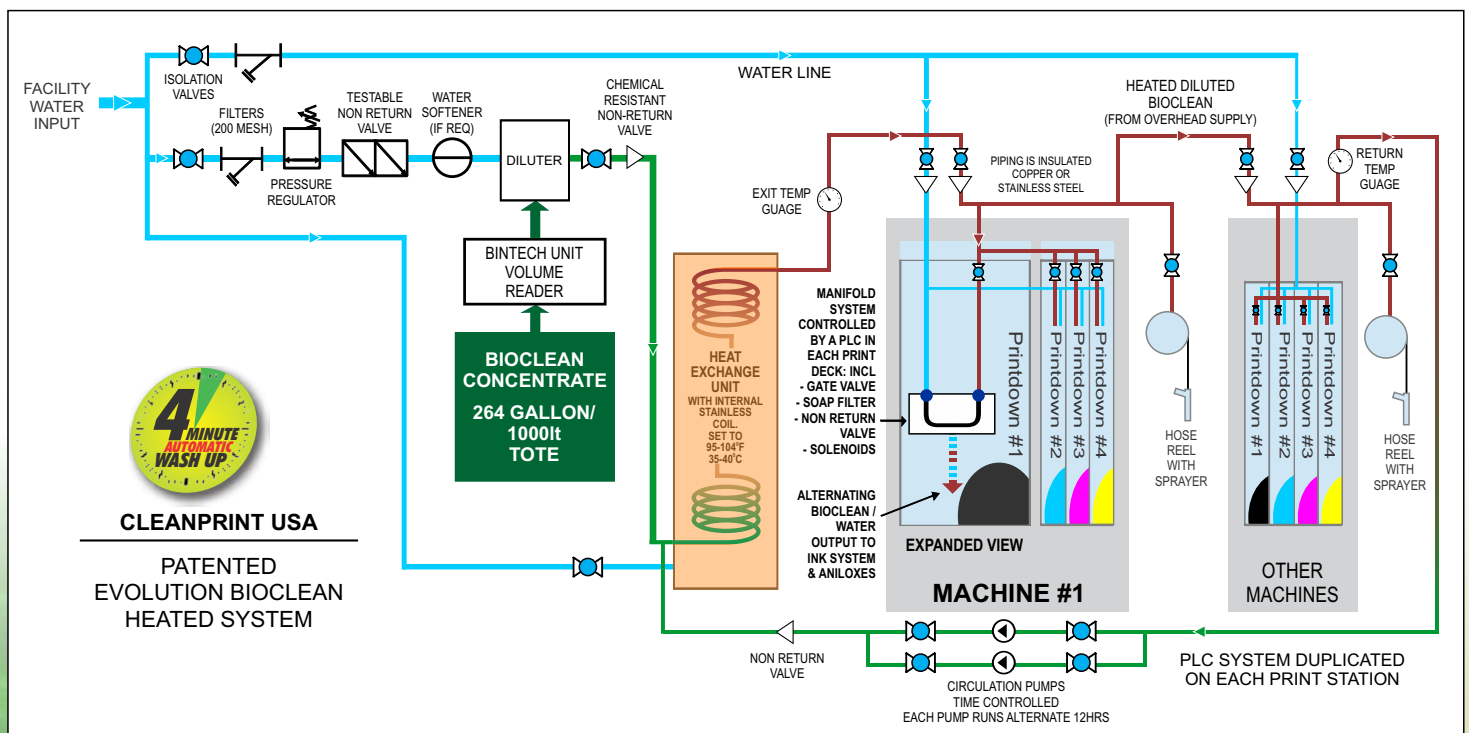 FACILITY
WATER
INPUT
ISOLATION
VALVES
WATER LINE
FILTERS
(200 MESH)
PRESSURE
REGULATOR
TESTABLE
NON RETURN
VALVE
WATER
SOFTENER
(IF REQ)
DILUTER
CHEMICAL
RESISTANT
NON-RETURN
VALVE
BINTECH UNIT
VOLUME
READER
BIOCLEAN
CONCENTRATE
264 GALLON/
1000lt
TOTE
HEAT
EXCHANGE
UNIT
WITH INTERNAL
STAINLESS
COIL.
SET TO
95-104°F
35-40°C
EXIT TEMP
GUAGE
PIPING IS INSULATED
COPPER OR
STAINLESS STEEL
HEATED DILUTED
BIOCLEAN
(FROM OVERHEAD SUPPLY)
RETURN
TEMP
GUAGE
MANIFOLD
SYSTEM
CONTROLLED
BY A PLC IN
EACH PRINT
DECK: INCL
- GATE VALVE
- SOAP FILTER
- NON RETURN
VALVE
- SOLENOIDS
ALTERNATING
BIOCLEAN /
WATER
OUTPUT TO
INK SYSTEM
& ANILOXES
Printdown #1
Printdown #2
Printdown #3
Printdown #4
EXPANDED VIEW
MACHINE #1
HOSE
REEL
WITH
SPRAYER
Printdown #1
Printdown #2
Printdown #3
Printdown #4
OTHER
MACHINES
HOSE
REEL
WITH
SPRAYER
4
MINUTE
AUTOMATIC
WASH UP
CLEANPRINT USA
PATENTED
EVOLUTION BIOCLEAN
HEATED SYSTEM
NON RETURN
VALVE
CIRCULATION PUMPS
TIME CONTROLLED
EACH PUMP RUNS ALTERNATE 12HRS
PLC SYSTEM DUPLICATED
ON EACH PRINT STATION